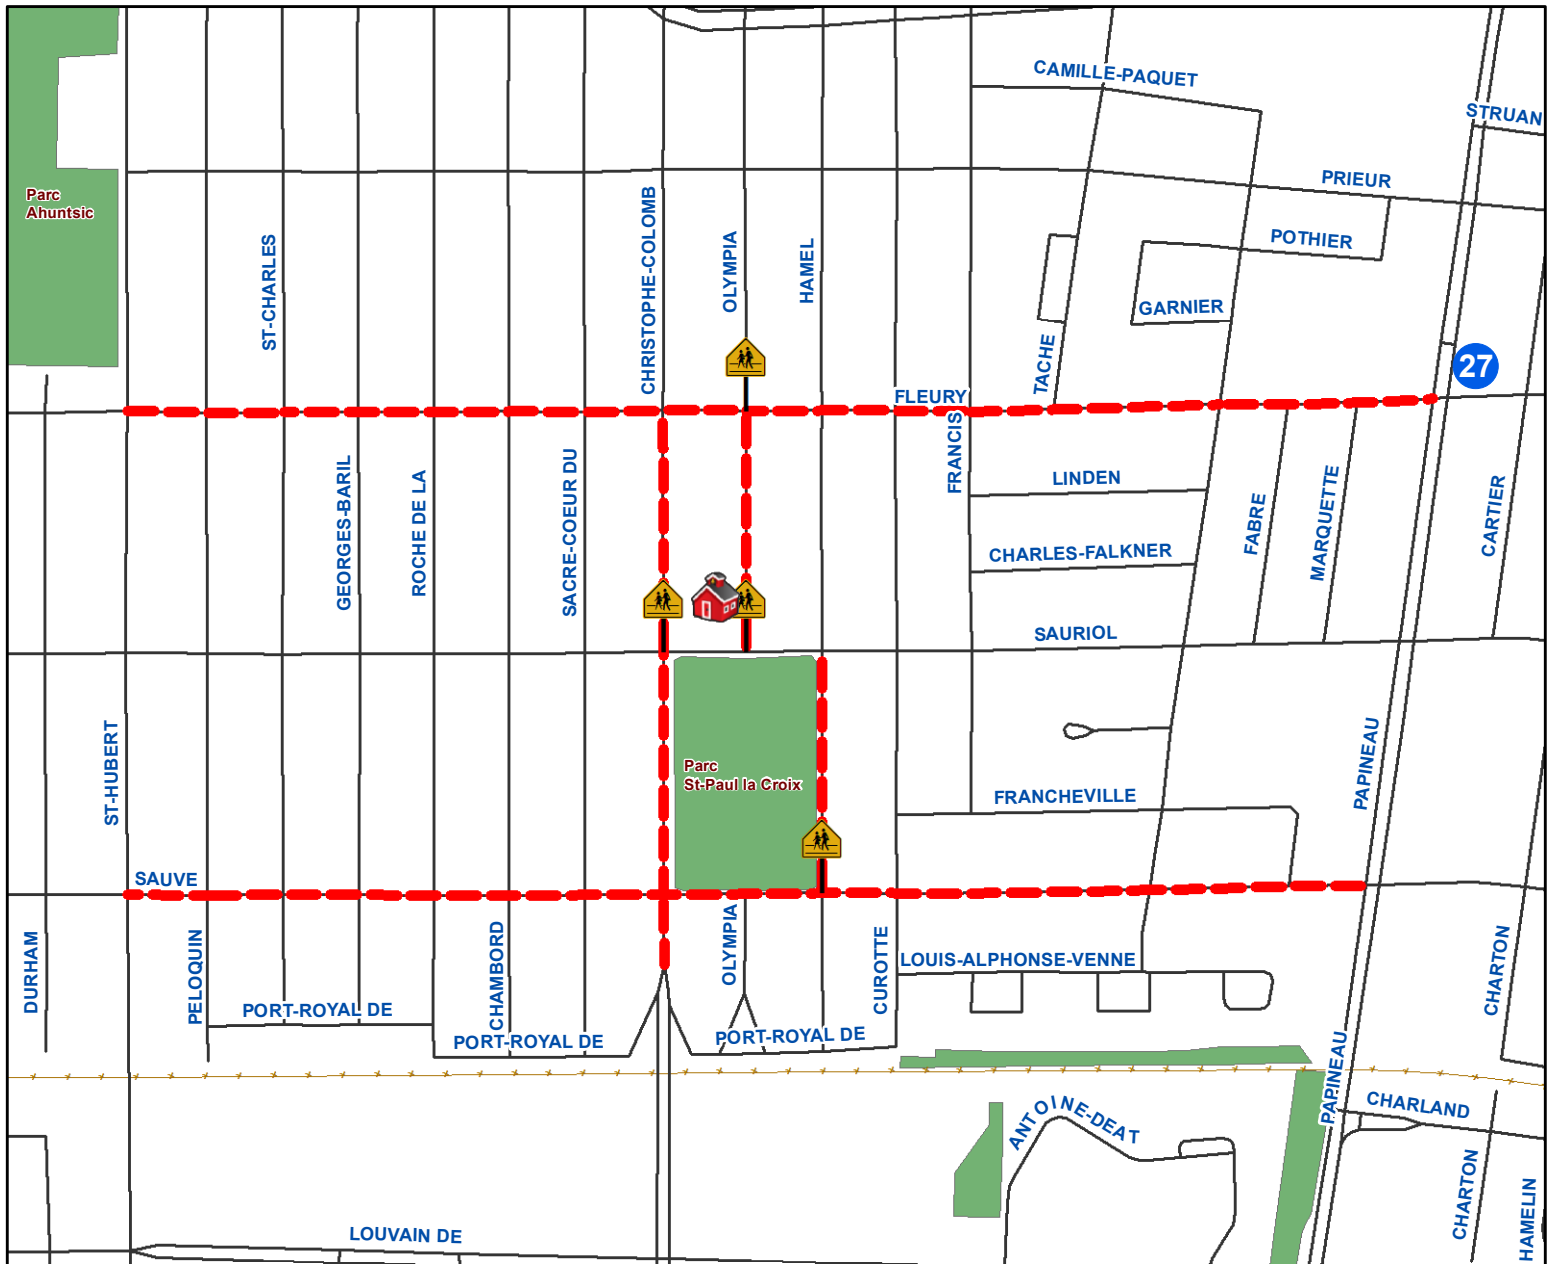 CAMILLE-PAQUET
STRUAN
PRIEUR
Parc
Ahuntsic
CHRISTOPHE-COLOMB
ST-CHARLES
OLYMPIA
HAMEL
POTHIER
GARNIER
TACHE
27
FLEURY
FRANCIS
GEORGES-BARIL
ROCHE DE LA
SACRE-COEUR DU
LINDEN
FABRE
MARQUETTE
CARTIER
CHARLES-FALKNER
SAURIOL
ST-HUBERT
PAPINEAU
Parc
St-Paul la Croix
FRANCHEVILLE
SAUVE
DURHAM
PELOQUIN
CHAMBORD
OLYMPIA
CUROTTE
LOUIS-ALPHONSE-VENNE
CHARTON
PORT-ROYAL DE
PORT-ROYAL DE
PORT-ROYAL DE
PAPINEAU
ANTOINE-DEAT
CHARLAND
CHARTON
HAMELIN
LOUVAIN DE